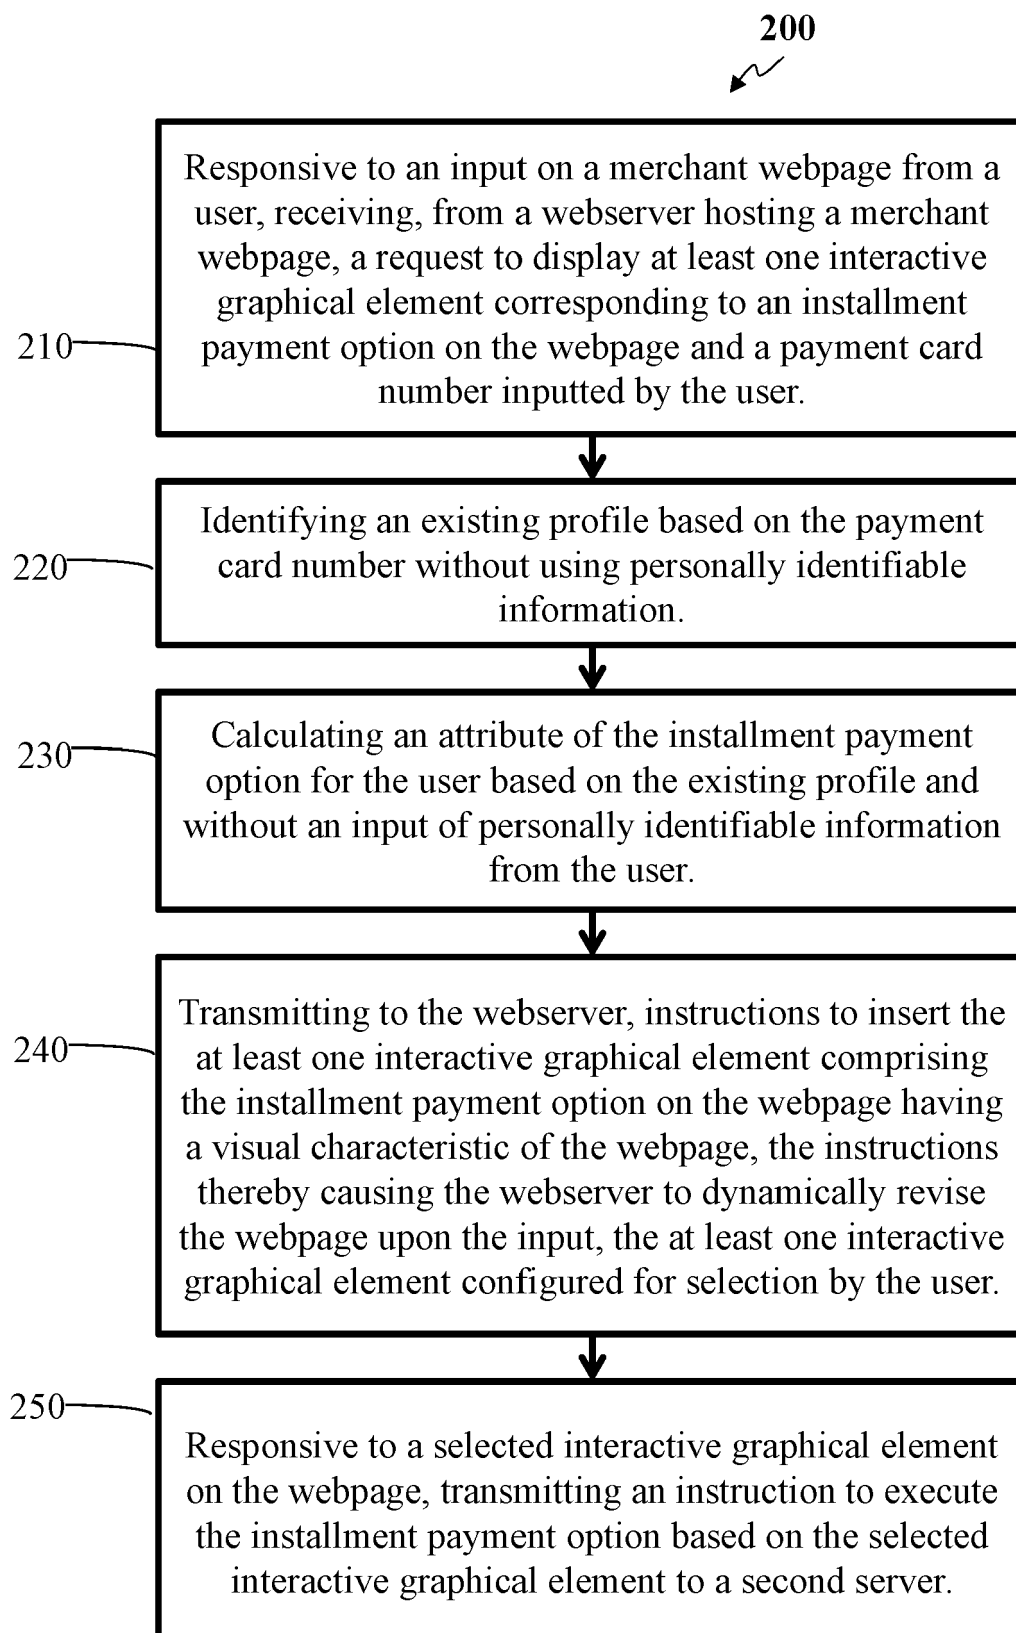 200
Responsive to an input on a merchant webpage from a
user, receiving, from a webserver hosting a merchant
webpage, a request to display at least one interactive
graphical element corresponding to an installment
payment option on the webpage and a payment card
number inputted by the user.
210
Identifying an existing profile based on the payment
card number without using personally identifiable
information.
220
Calculating an attribute of the installment payment
option for the user based on the existing profile and
without an input of personally identifiable information
from the user.
230
Transmitting to the webserver, instructions to insert the
at least one interactive graphical element comprising
the installment payment option on the webpage having
a visual characteristic of the webpage, the instructions
thereby causing the webserver to dynamically revise
the webpage upon the input, the at least one interactive
graphical element configured for selection by the user.
240
Responsive to a selected interactive graphical element
on the webpage, transmitting an instruction to execute
the installment payment option based on the selected
interactive graphical element to a second server.
250